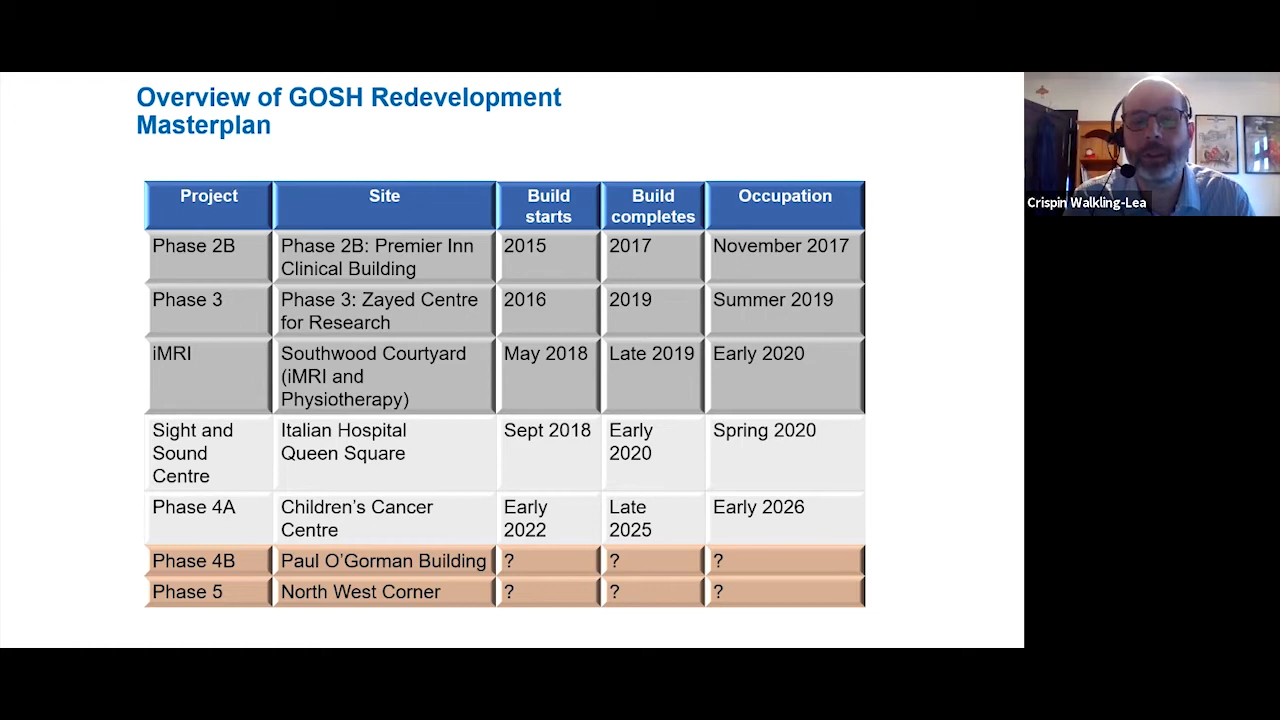 Overview of GOSH Redevelopment
Masterplan
Project Site Build starts Build completes Occupation
Phase 2B Phase 2B: Premier Inn Clinical Building 2015 2017 November 2017
Phase 3 Phase 3: Zayed Centre for Research 2016 2019 Summer 2019
iMRI Southwood Courtyard (iMRI and Physiotherapy) May 2018 Late 2019 Early 2020
Sight and Sound Centre Italian Hospital Queen Square Sept 2018 Early 2020 Spring 2020
Phase 4A Children’s Cancer Centre Early 2022 Late 2025 Early 2026
Phase 4B Paul O’Gorman Building ? ? ?
Phase 5 North West Corner ? ? ?
Crispin Walkling-Lea